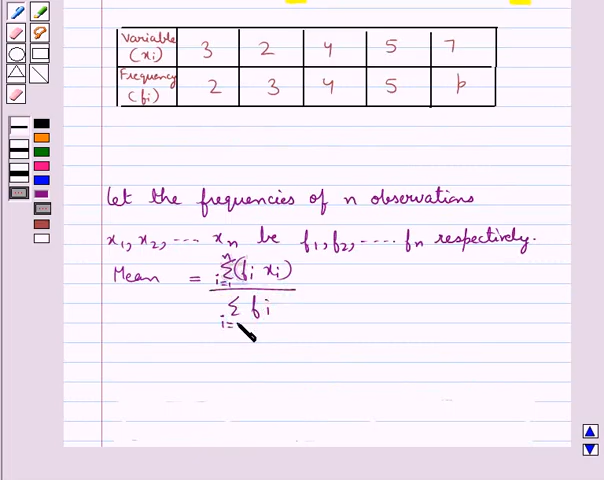 Variable (xi) 3 2 4 5 7
Frequency (fi) 2 3 4 5 p
Let the frequencies of n observations
x1, x2, ---- xn be f1, f2, ---- fn respectively.
Mean = n Σ i=1 (fi xi)
Σ i= fi